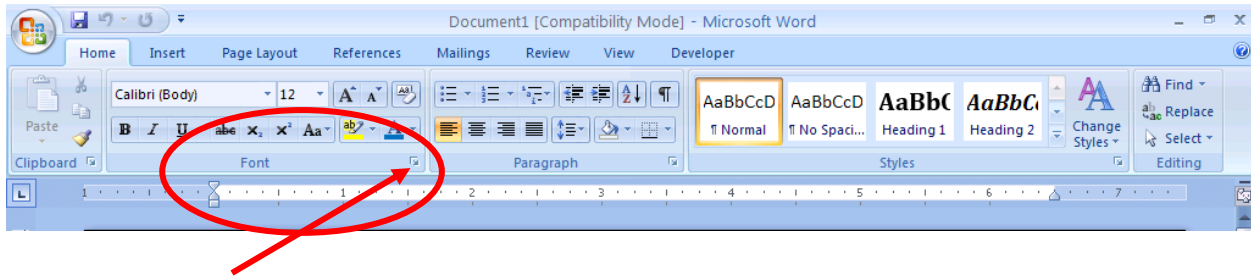 Document1 [Compatibility Mode] - Microsoft Word
Home Insert Page Layout References Mailings Review View Developer
Calibri (Body) 12 A A Aa AaBbCcD AaBbCcD AaBb( AaBbC Find
Paste B I U abe X₂ X² Aa ab A ¶ Normal ¶ No Spaci... Heading 1 Heading 2 Change Styles Replace
Select
Clipboard Font Paragraph Styles Editing
L 1 1 2 3 4 5 6 7